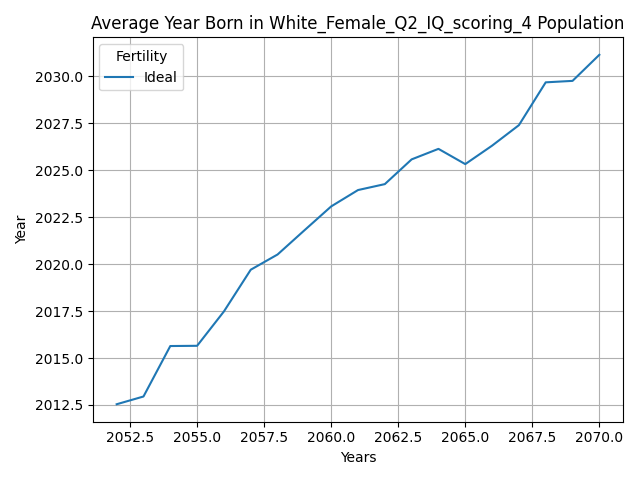 Average Year Born in White_Female_Q2_IQ_scoring_4 Population
Fertility
Ideal
2030.0
2027.5
2025.0
2022.5
2020.0
2017.5
2015.0
2012.5
Year
2052.5 2055.0 2057.5 2060.0 2062.5 2065.0 2067.5 2070.0
Years